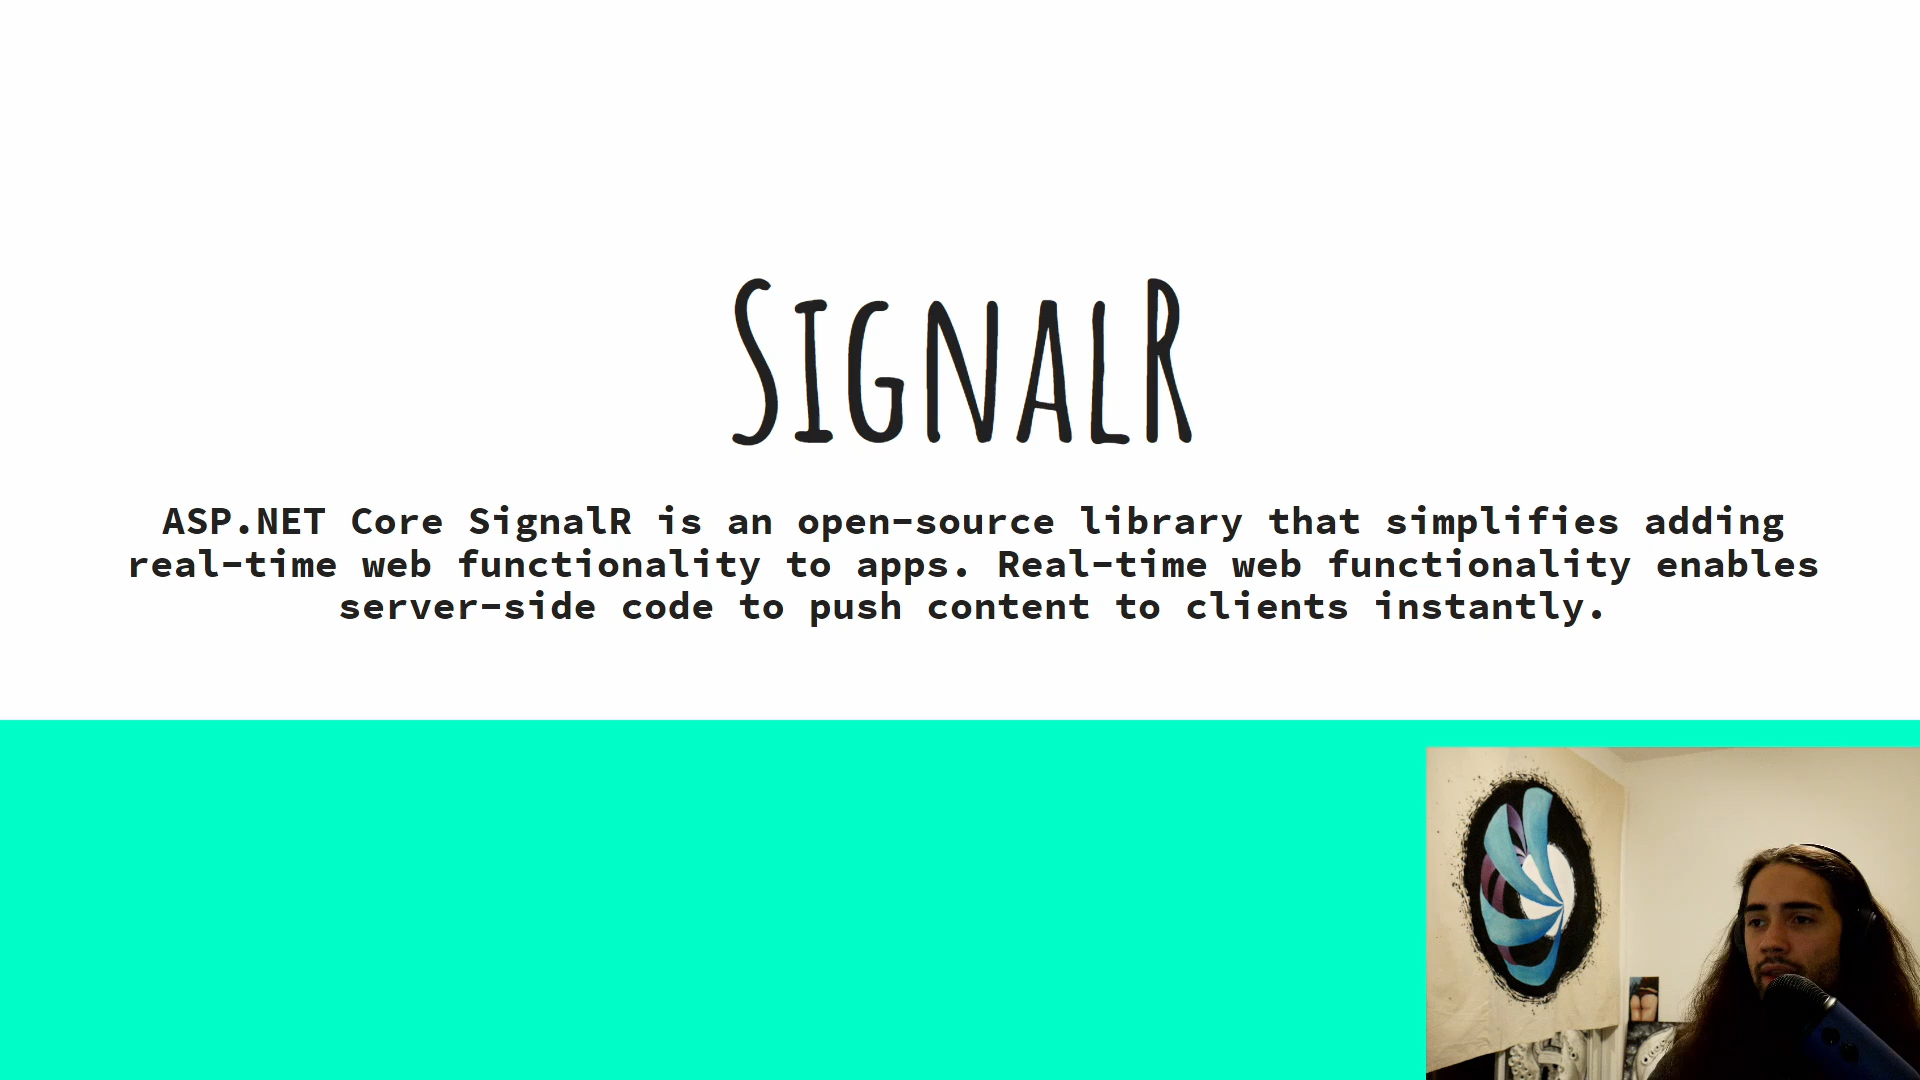 SignalR
ASP.NET Core SignalR is an open-source library that simplifies adding
real-time web functionality to apps. Real-time web functionality enables
server-side code to push content to clients instantly.